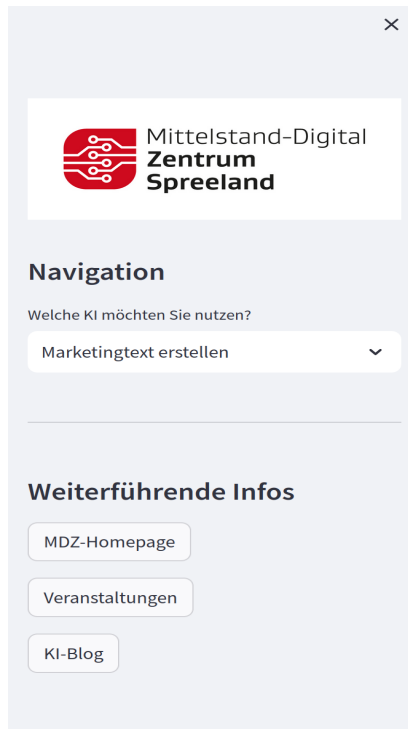 Mittelstand-Digital
Zentrum
Spreeland
Navigation
Welche KI möchten Sie nutzen?
Marketingtext erstellen
Weiterführende Infos
MDZ-Homepage
Veranstaltungen
KI-Blog